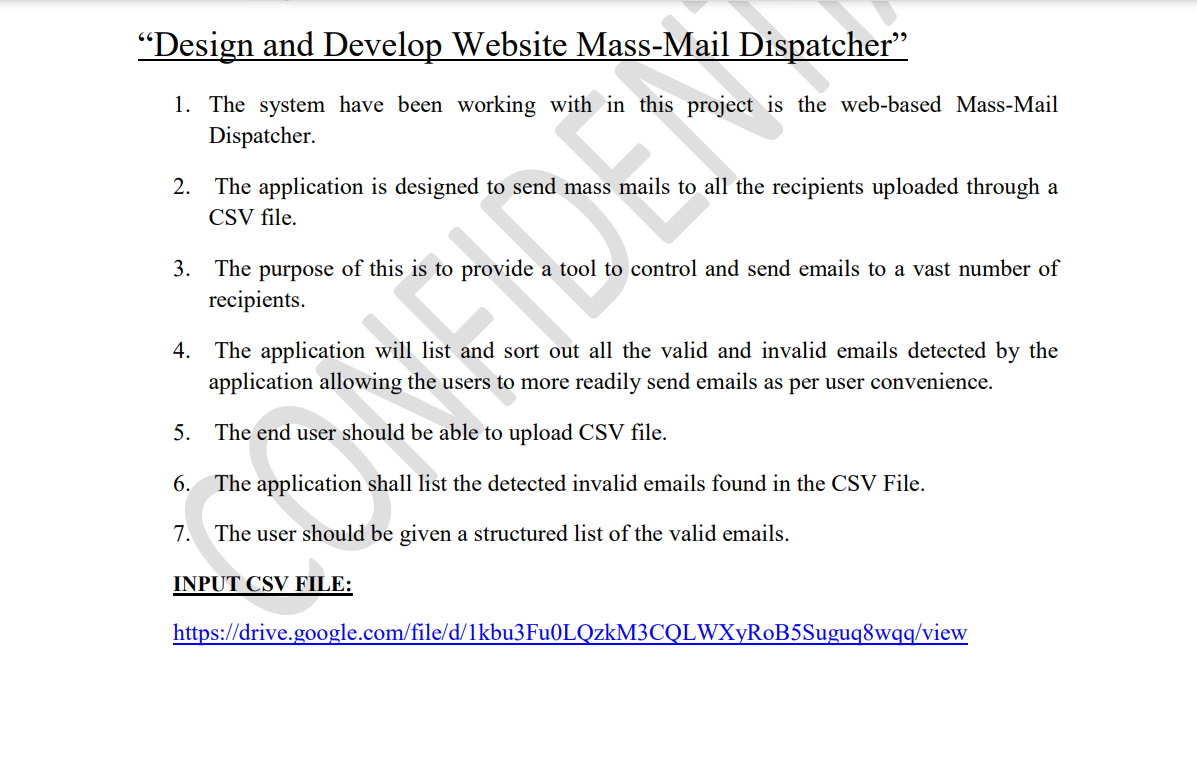 “Design and Develop Website Mass-Mail Dispatcher”
1. The system have been working with in this project is the web-based Mass-Mail
Dispatcher.
2. The application is designed to send mass mails to all the recipients uploaded through a
CSV file.
3. The purpose of this is to provide a tool to control and send emails to a vast number of
recipients.
4. The application will list and sort out all the valid and invalid emails detected by the
application allowing the users to more readily send emails as per user convenience.
5. The end user should be able to upload CSV file.
6. The application shall list the detected invalid emails found in the CSV File.
7. The user should be given a structured list of the valid emails.
INPUT CSV FILE:
https://drive.google.com/file/d/1kbu3Fu0LQzkM3CQLWXyRoB5Suguq8wqq/view
CONFIDENT